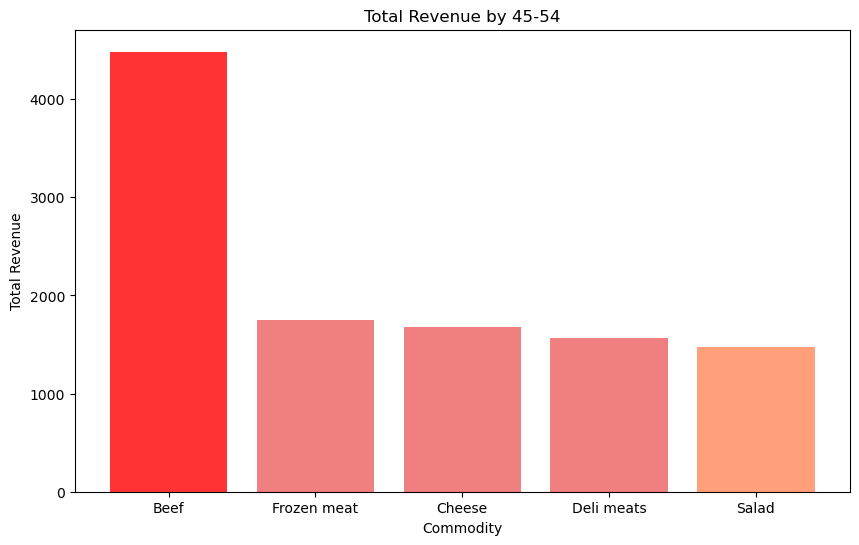 Total Revenue by 45-54
Total Revenue
4000
3000
2000
1000
0
Beef
Frozen meat
Cheese
Deli meats
Salad
Commodity